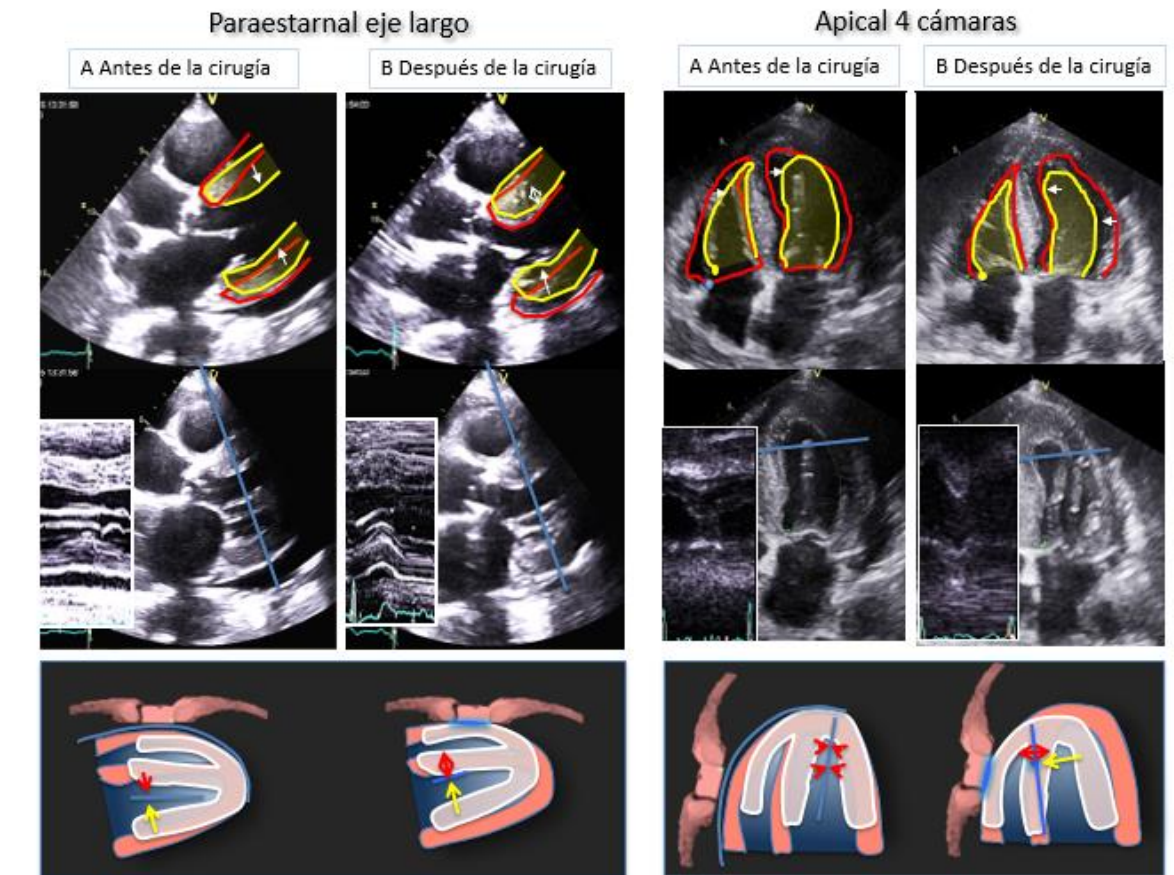 Paraestarnal eje largo
Apical 4 cámaras
A Antes de la cirugía
B Después de la cirugía
A Antes de la cirugía
B Después de la cirugía
V
V
V
V
V
V
V
V